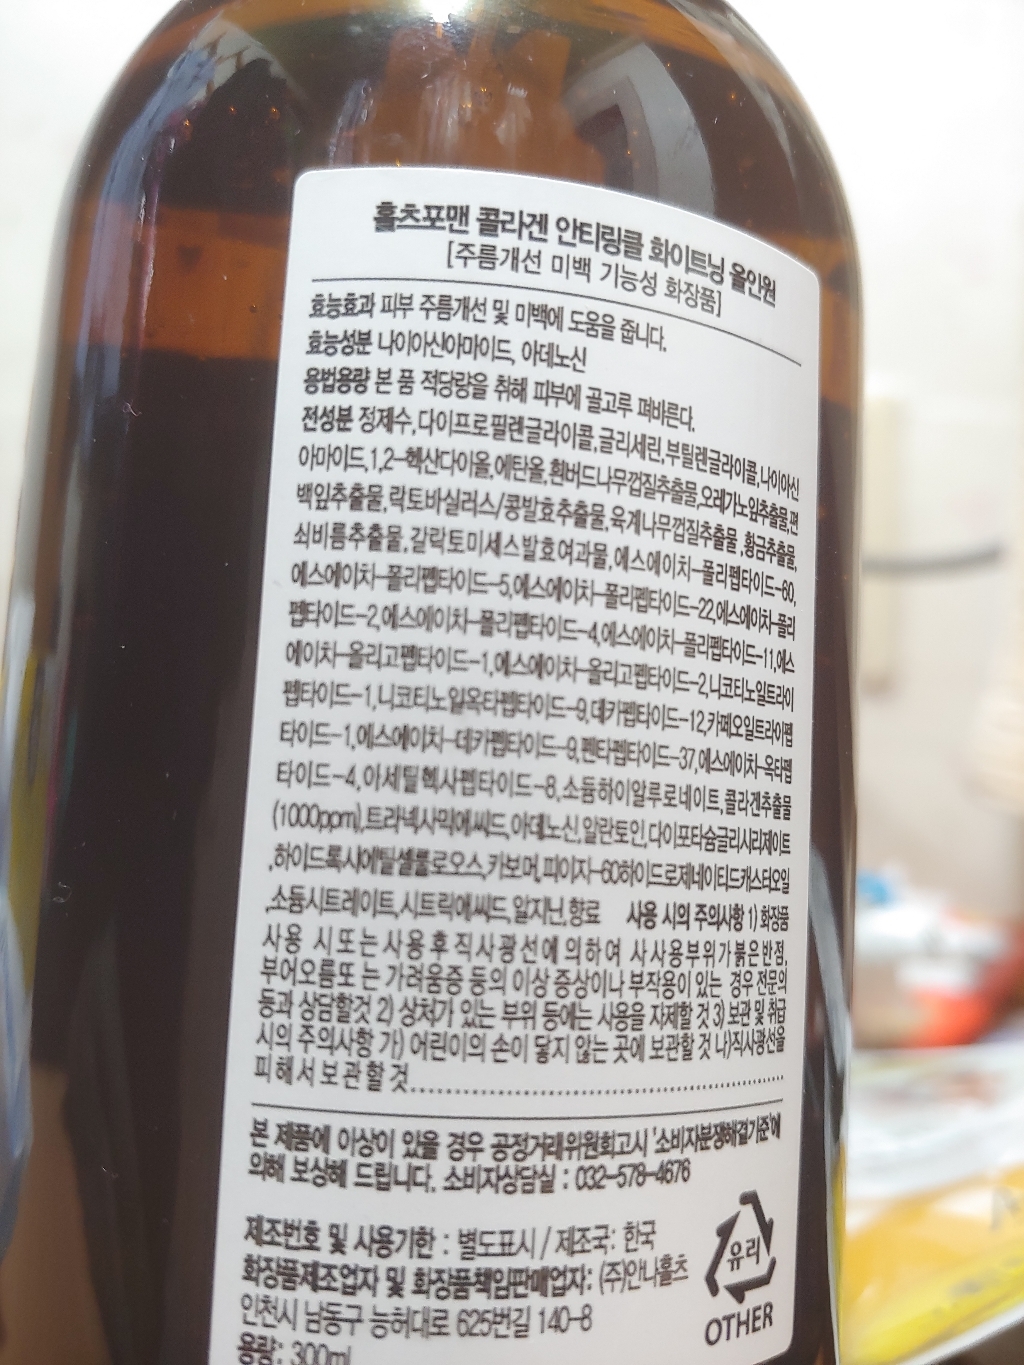 홀츠포맨 콜라겐 안티링클 화이트닝 올인원
[주름개선 미백 기능성 화장품]
효능효과 피부 주름개선 및 미백에 도움을 줍니다.
효능성분 나이아신아마이드, 아데노신
용법용량 본 품 적당량을 취해 피부에 골고루 펴바른다.
전성분 정제수,다이프로필렌글라이콜,글리세린,부틸렌글라이콜,나이아신
아마이드,1,2-헥산다이올,에탄올,흰버드나무껍질추출물,오레가노잎추출물,편
백잎추출물,락토바실러스/콩발효추출물,육계나무껍질추출물,황금추출물,
쇠비름추출물,갈락토미세스발효여과물,에스에이치-폴리펩타이드-60,
에스에이차-폴리펩타이드-5,에스에이차-폴리펩타이드-22,에스에이차-폴리
펩타이드-2,에스에이차-폴리펩타이드-4,에스에이차-폴리펩타이드-11,에스
에이차-올리고펩타이드-1,에스에이차-올리고펩타이드-2,니코티노일트라이
펩타이드-1,니코티노일옥타펩타이드-9,데카펩타이드-12,카페오일트라이펩
타이드-1,에스에이차-데카펩타이드-9,펜타펩타이드-37,에스에이차-옥타펩
타이드-4,아세틸헥사펩타이드-8,소듐하이알루로네이트,콜라겐추출물
(1000ppm),트라넥사믹애씨드,아데노신,알란토인,다이포타슘글리시리제이트
,하이드록시에틸셀룰로오스,카보머,피이자-60하이드로제네이티드캐스터오일
,소듐시트레이트,시트릭애씨드,알지닌,향료 사용 시의 주의사항 1) 화장품
사용 시 또는 사용 후 직사광선에 의하여 사 사용부위가 붉은 반점,
부어오름또 는 가려움증 등의 이상 증상이나 부작용이 있는 경우 전문의
등과 상담할것 2) 상처가 있는 부위 등에는 사용을 자제할 것 3) 보관 및 취급
시의 주의사항 가) 어린이의 손이 닿지 않는 곳에 보관할 것 나)직사광선을
피해서 보관할 것
본 제품에 이상이 있을 경우 공정거래위원회고시 '소비자분쟁해결기준'에
의해 보상해 드립니다. 소비자상담실 : 032-578-4676
제조번호 및 사용기한 : 별도표시 / 제조국: 한국
화장품제조업자 및 화장품책임판매업자: (주)안나홀츠
인천시 남동구 능허대로 625번길 140-8
용량: 300ml
유리
OTHER